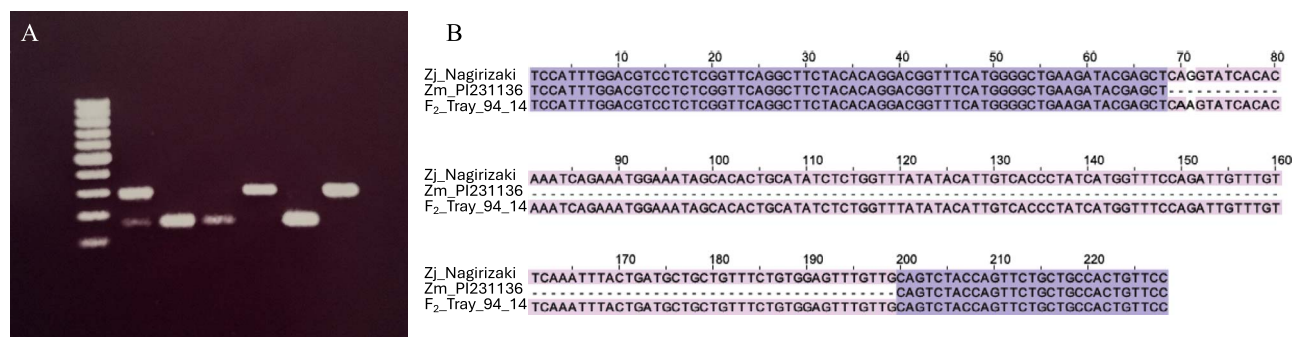 A
B
10 20 30 40 50 60 70 80
Zj_Nagirizaki TCCATTTGGACGTCCTCTCGGTTCAGGCTTCTACACAGGACGGTTTCATGGGGCTGAAGATACGAGCTCAGGTATCACAC
Zm_PI231136 TCCATTTGGACGTCCTCTCGGTTCAGGCTTCTACACAGGACGGTTTCATGGGGCTGAAGATACGAGCT------------
F₂_Tray_94_14 TCCATTTGGACGTCCTCTCGGTTCAGGCTTCTACACAGGACGGTTTCATGGGGCTGAAGATACGAGCTCAAGTATCACAC
90 100 110 120 130 140 150 160
Zj_Nagirizaki AAATCAGAAATGGAAATAGCACACTGCATATCTCTGGTTTATATACATTGTCACCCTATCATGGTTTCCAGATTGTTTGT
Zm_PI231136 --------------------------------------------------------------------------------
F₂_Tray_94_14 AAATCAGAAATGGAAATAGCACACTGCATATCTCTGGTTTATATACATTGTCACCCTATCATGGTTTCCAGATTGTTTGT
170 180 190 200 210 220
Zj_Nagirizaki TCAAATTTACTGATGCTGCTGTTTCTGTGGAGTTTGTTGCAGTCTACCAGTTCTGCTGCCACTGTTCC
Zm_PI231136 ---------------------------------------CAGTCTACCAGTTCTGCTGCCACTGTTCC
F₂_Tray_94_14 TCAAATTTACTGATGCTGCTGTTTCTGTGGAGTTTGTTGCAGTCTACCAGTTCTGCTGCCACTGTTCC